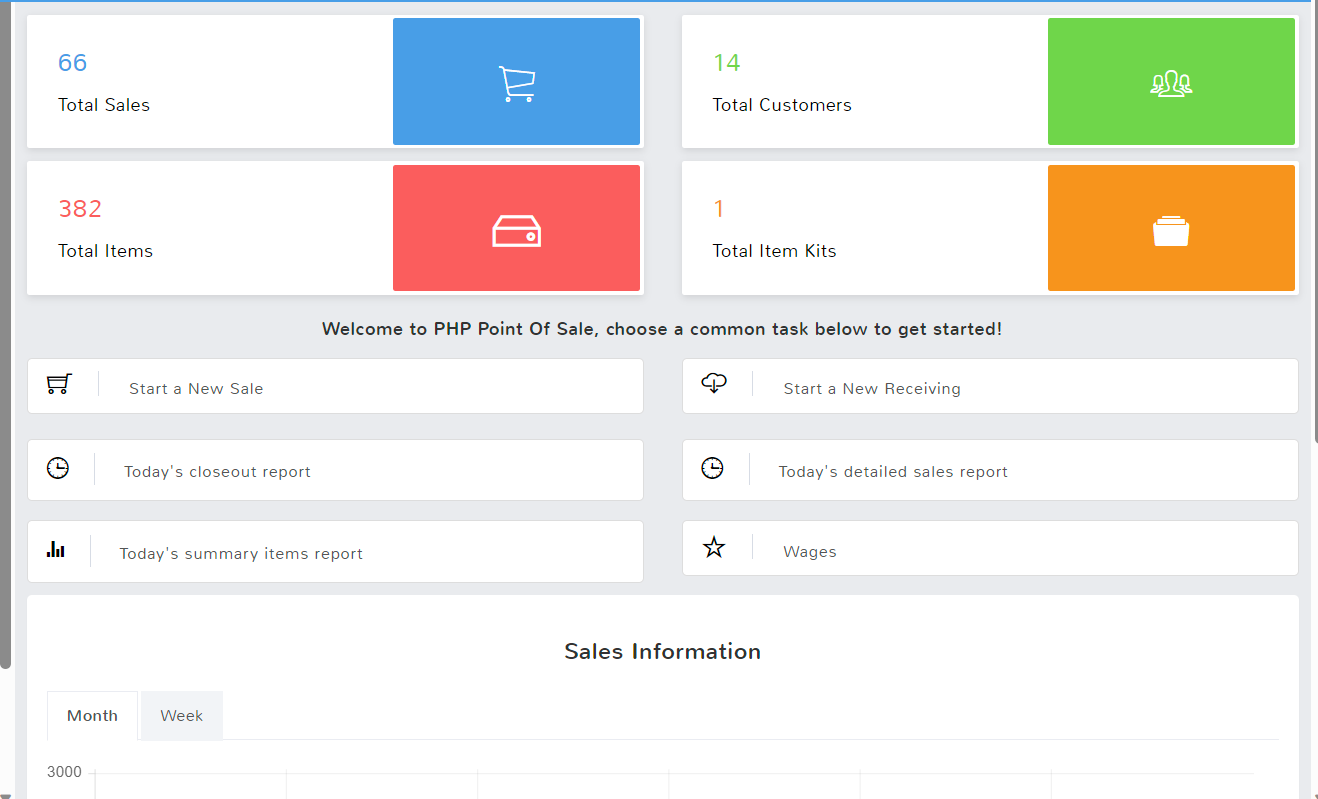 66
Total Sales
14
Total Customers
382
Total Items
1
Total Item Kits
Welcome to PHP Point Of Sale, choose a common task below to get started!
Start a New Sale
Start a New Receiving
Today's closeout report
Today's detailed sales report
Today's summary items report
Wages
Sales Information
Month
Week
3000